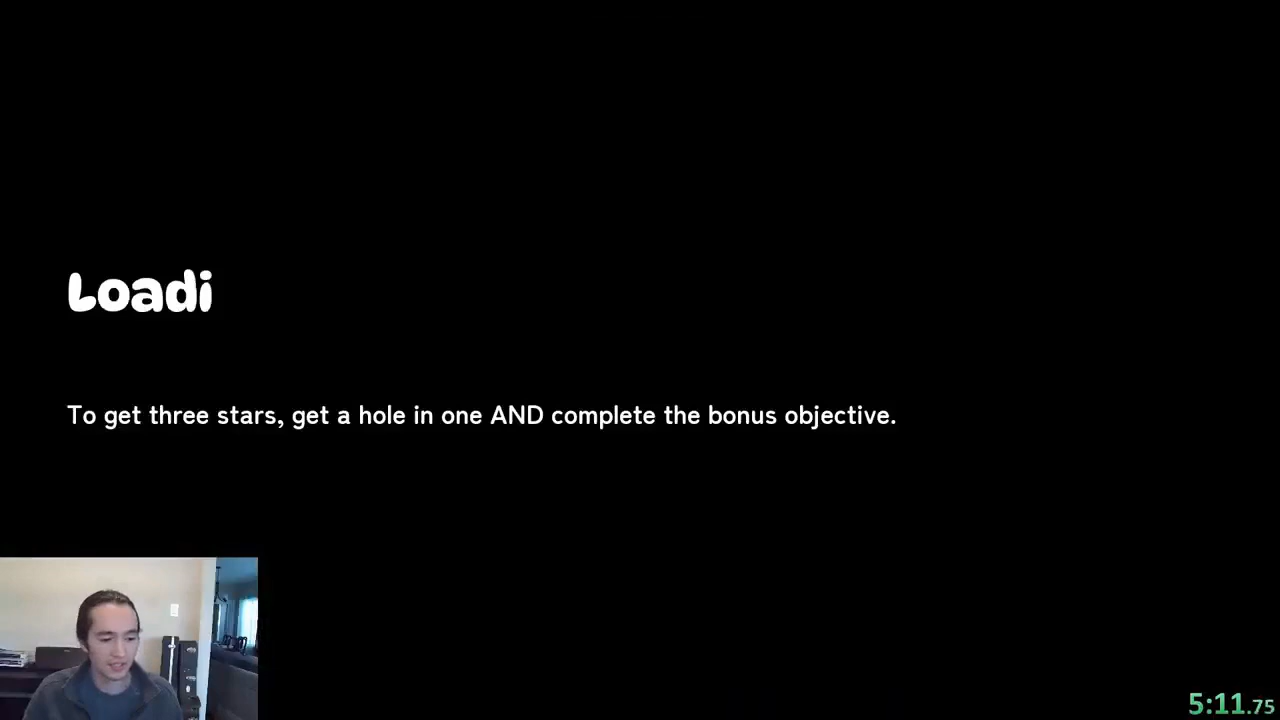 Loadi
To get three stars, get a hole in one AND complete the bonus objective.
5:11.75